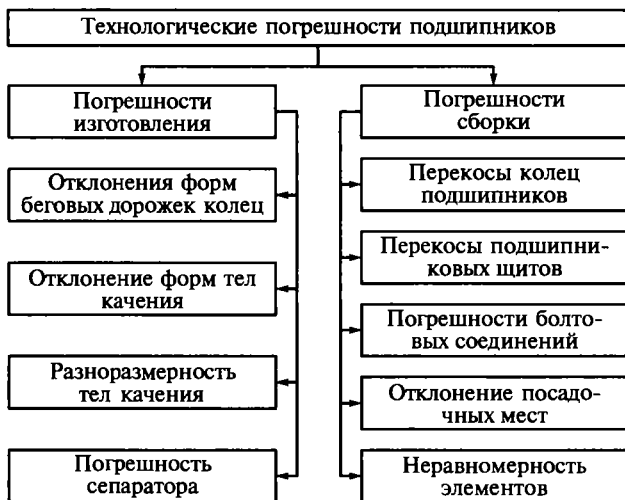 Технологические погрешности подшипников
Погрешности
изготовления
Отклонения форм
беговых дорожек колец
Отклонение форм тел
качения
Разноразмерность
тел качения
Погрешность
сепаратора
Погрешности
сборки
Перекосы колец
подшипников
Перекосы подшипни-
ковых щитов
Погрешности болто-
вых соединений
Отклонение посадо-
чных мест
Неравномерность
элементов